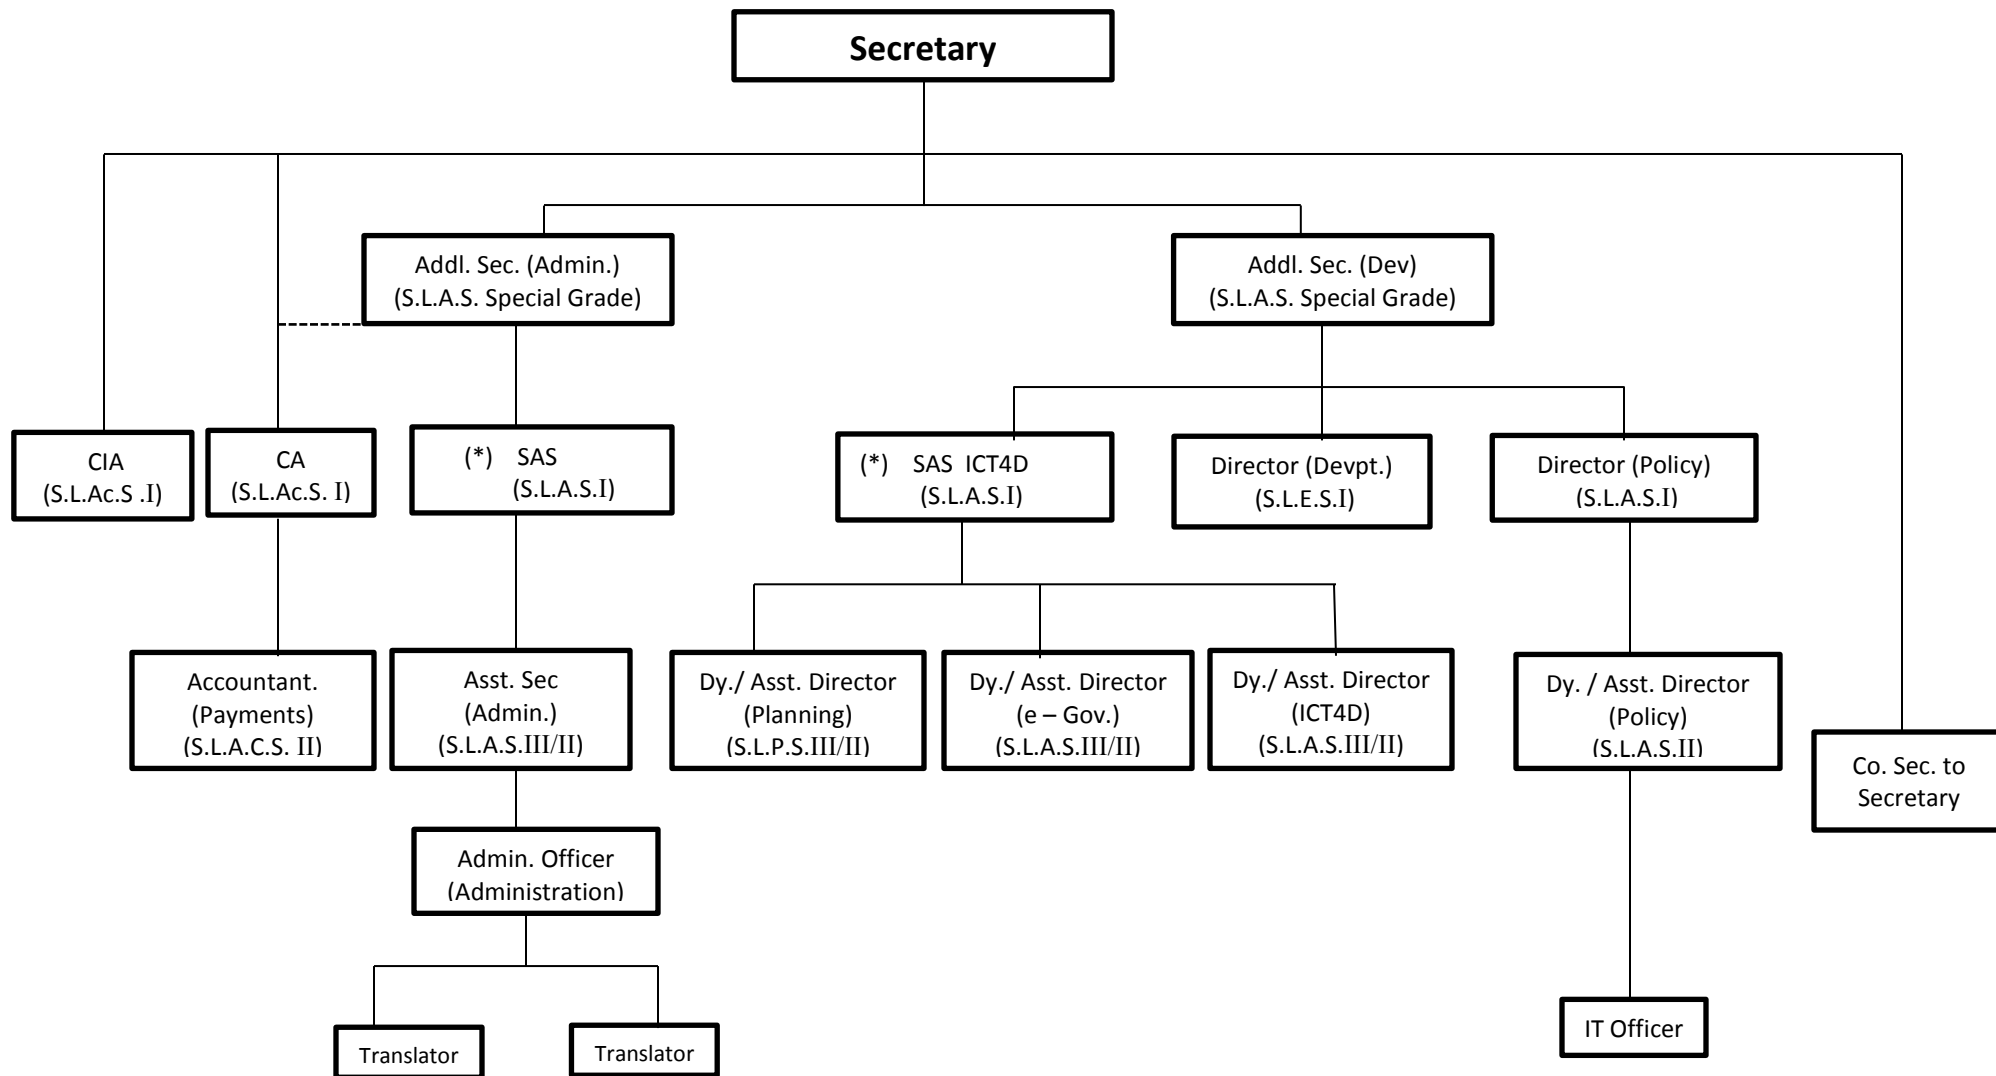 Secretary
Addl. Sec. (Admin.)
(S.L.A.S. Special Grade)
Addl. Sec. (Dev)
(S.L.A.S. Special Grade)
CIA
(S.L.Ac.S .I)
CA
(S.L.Ac.S. I)
(*) SAS
(S.L.A.S.I)
(*) SAS ICT4D
(S.L.A.S.I)
Director (Devpt.)
(S.L.E.S.I)
Director (Policy)
(S.L.A.S.I)
Accountant.
(Payments)
(S.L.A.C.S. II)
Asst. Sec
(Admin.)
(S.L.A.S.III/II)
Dy./ Asst. Director
(Planning)
(S.L.P.S.III/II)
Dy./ Asst. Director
(e – Gov.)
(S.L.A.S.III/II)
Dy./ Asst. Director
(ICT4D)
(S.L.A.S.III/II)
Dy. / Asst. Director
(Policy)
(S.L.A.S.II)
Co. Sec. to
Secretary
Admin. Officer
(Administration)
Translator
Translator
IT Officer